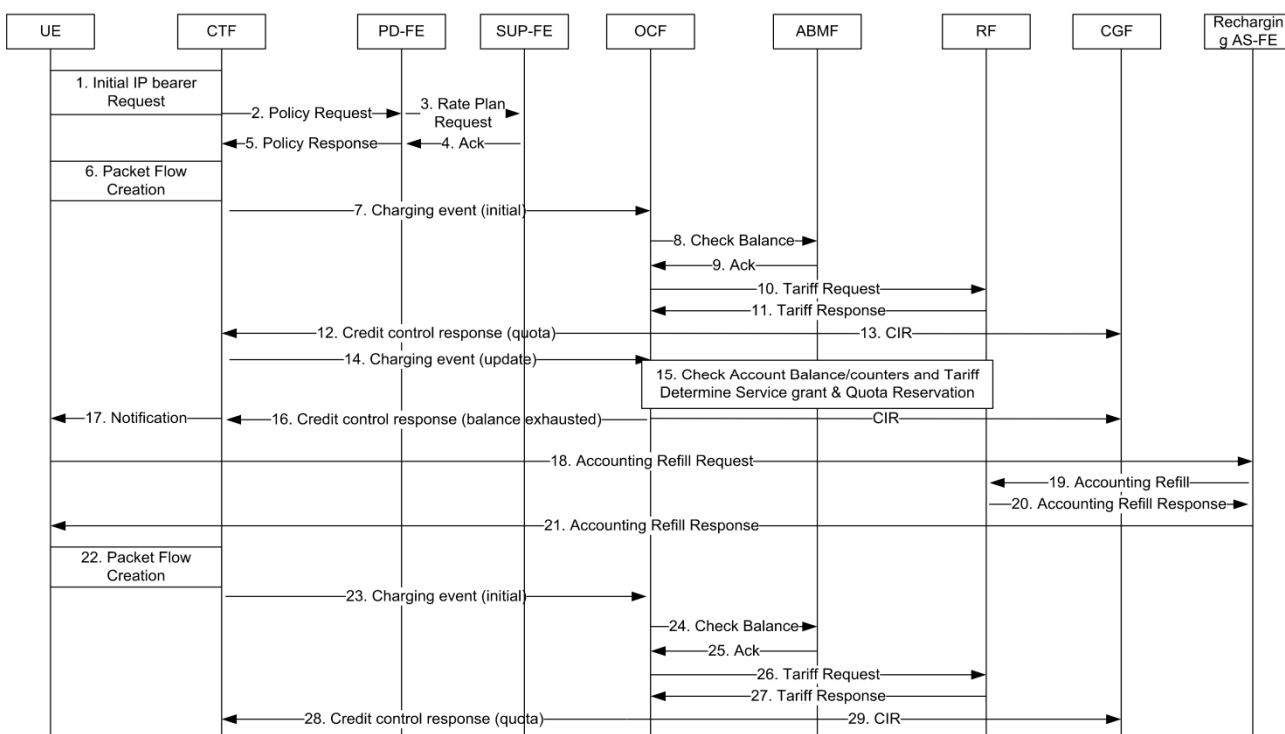 UE
CTF
PD-FE
SUP-FE
OCF
ABMF
RF
CGF
Rechargin
g AS-FE
1. Initial IP bearer
Request
2. Policy Request
3. Rate Plan
Request
5. Policy Response
4. Ack
6. Packet Flow
Creation
7. Charging event (initial)
8. Check Balance
9. Ack
10. Tariff Request
11. Tariff Response
12. Credit control response (quota)
13. CIR
14. Charging event (update)
15. Check Account Balance/counters and Tariff
Determine Service grant & Quota Reservation
17. Notification
16. Credit control response (balance exhausted)
CIR
18. Accounting Refill Request
19. Accounting Refill
20. Accounting Refill Response
21. Accounting Refill Response
22. Packet Flow
Creation
23. Charging event (initial)
24. Check Balance
25. Ack
26. Tariff Request
27. Tariff Response
28. Credit control response (quota)
29. CIR